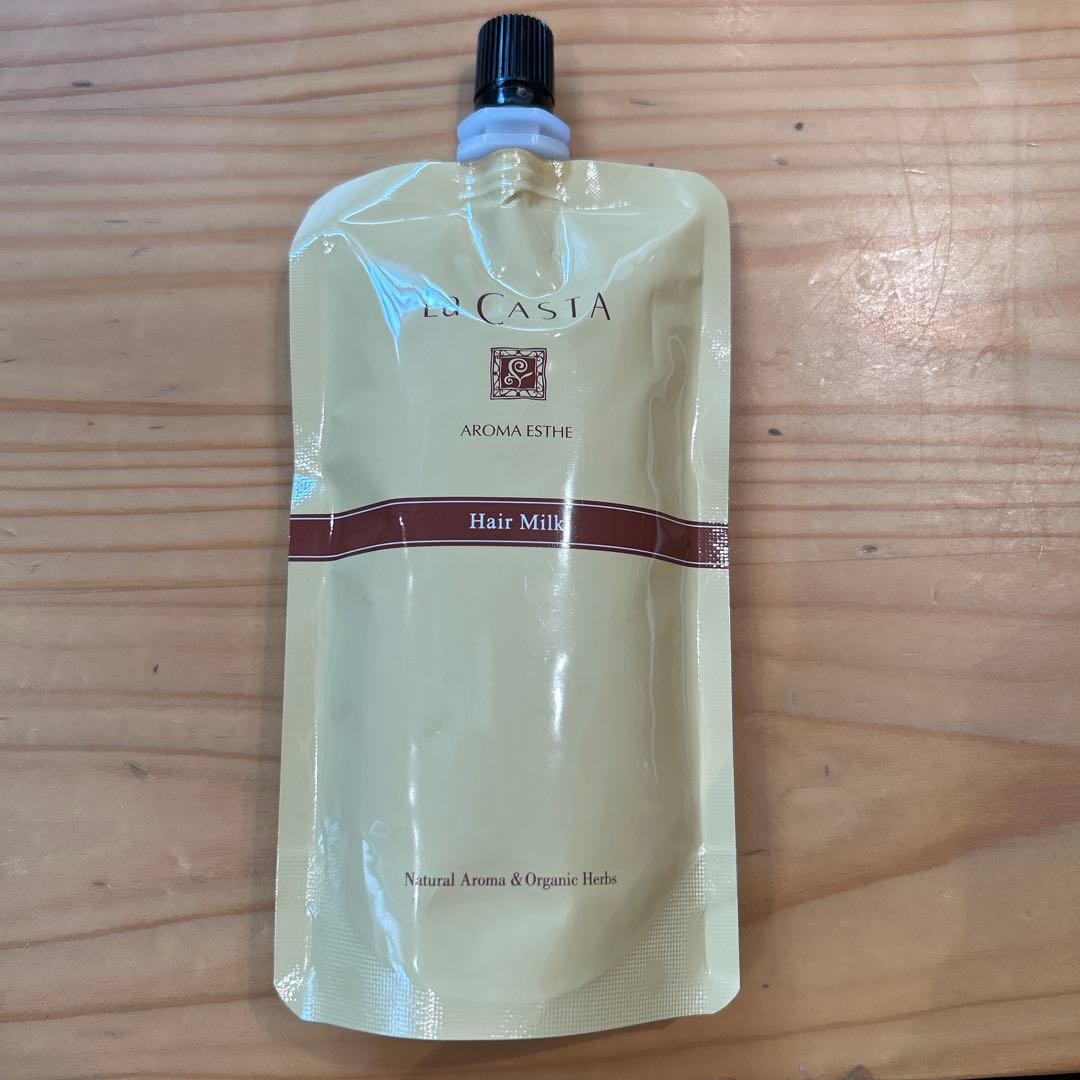 La CASTA
AROMA ESTHE
Hair Milk
Natural Aroma & Organic Herbs